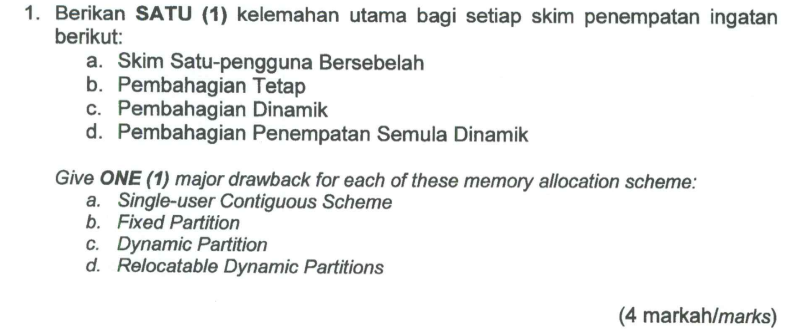 1. Berikan SATU (1) kelemahan utama bagi setiap skim penempatan ingatan
berikut:
a. Skim Satu-pengguna Bersebelah
b. Pembahagian Tetap
c. Pembahagian Dinamik
d. Pembahagian Penempatan Semula Dinamik
Give ONE (1) major drawback for each of these memory allocation scheme:
a. Single-user Contiguous Scheme
b. Fixed Partition
c. Dynamic Partition
d. Relocatable Dynamic Partitions
(4 markah/marks)